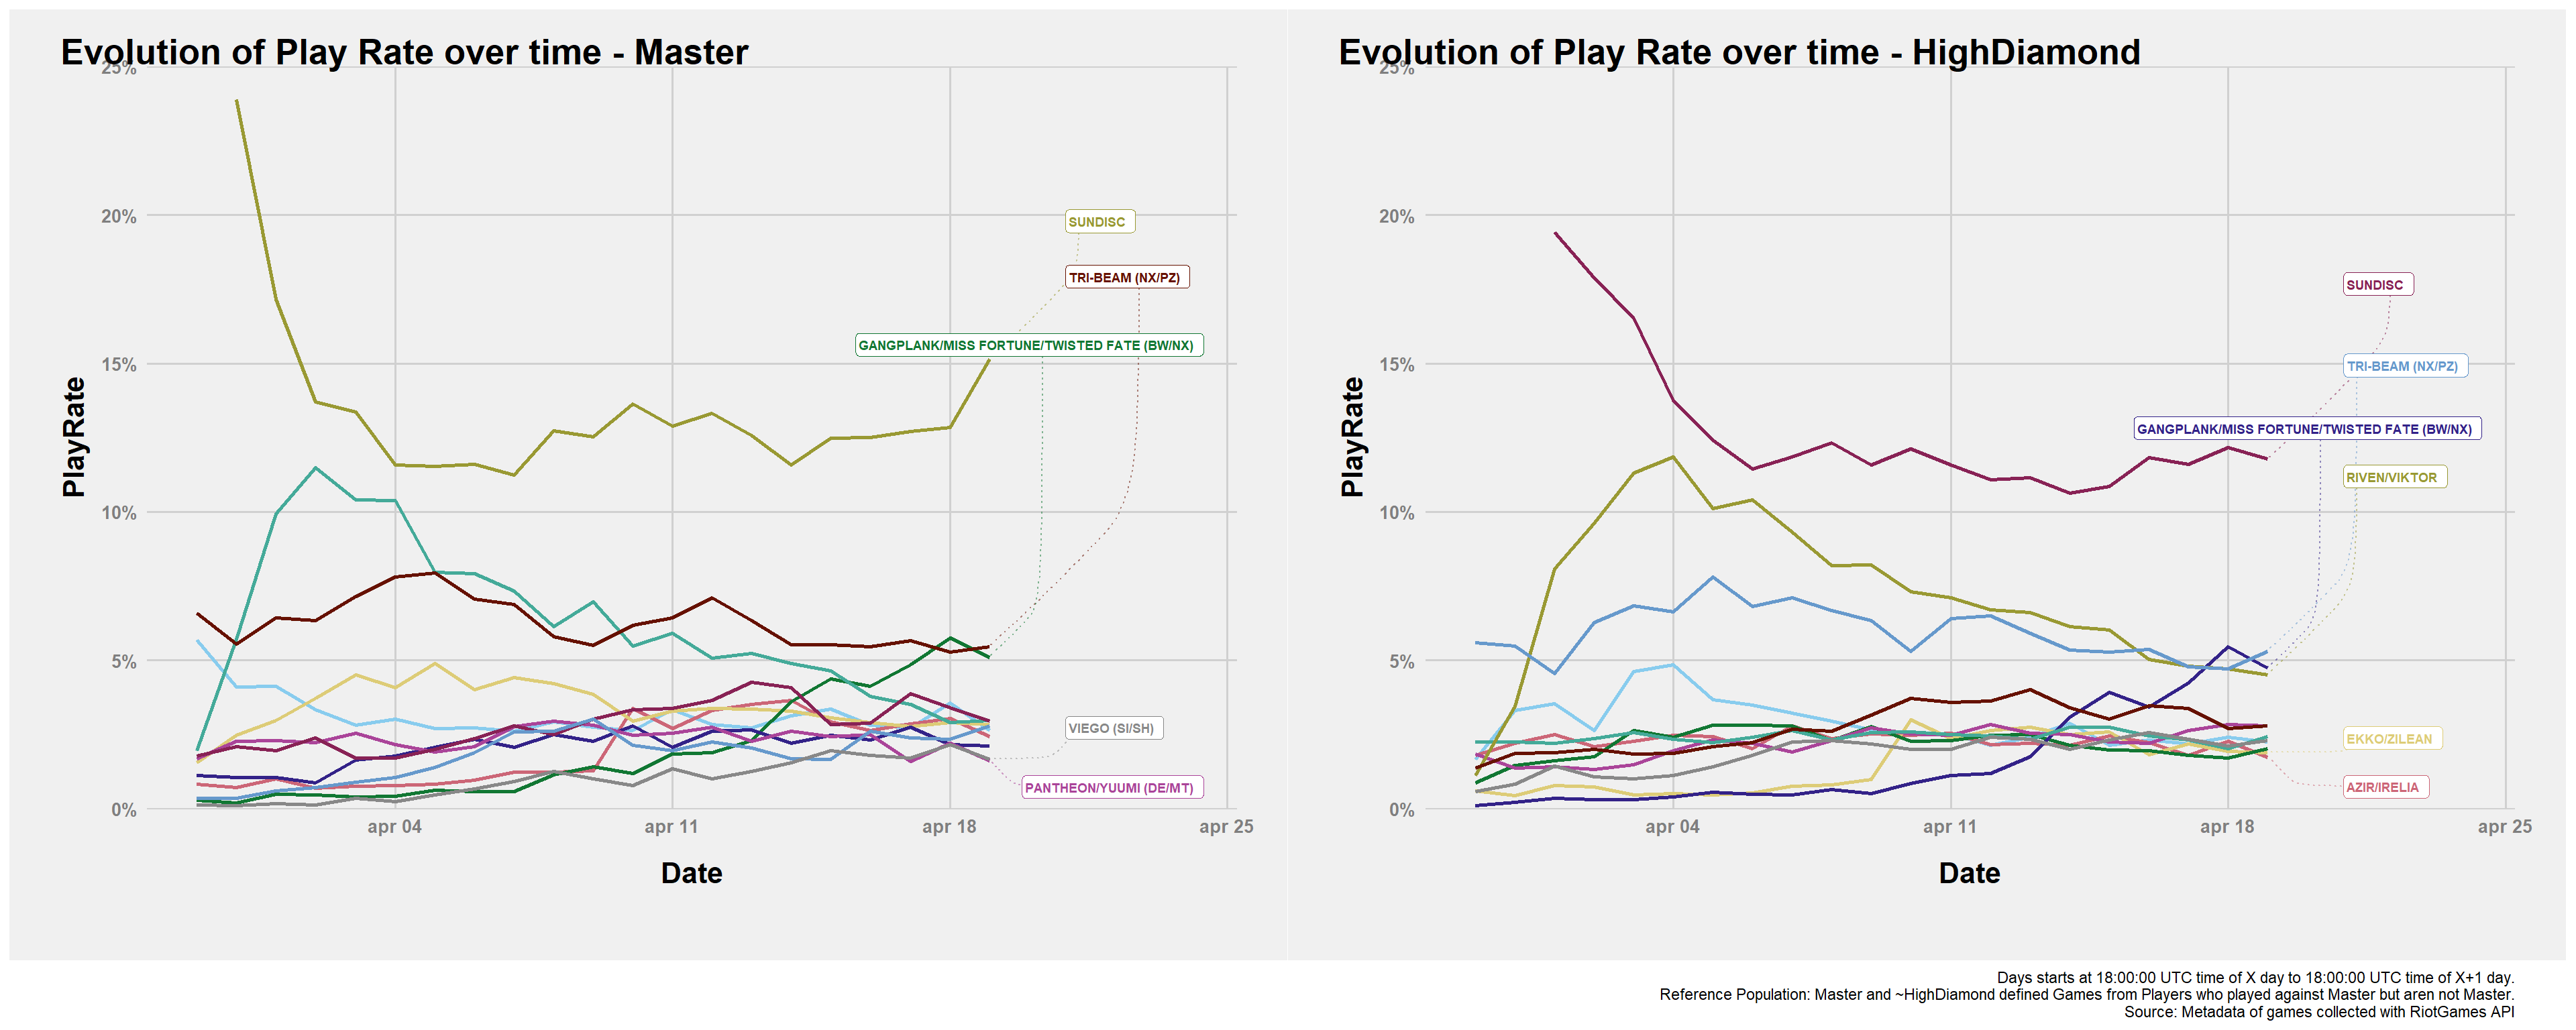 Evolution of Play Rate over time - Master
25%
20%
15%
10%
5%
0%
PlayRate
SUNDISC
TRI-BEAM (NX/PZ)
GANGPLANK/MISS FORTUNE/TWISTED FATE (BW/NX)
VIEGO (SI/SH)
PANTHEON/YUUMI (DE/MT)
apr 04
apr 11
apr 18
apr 25
Date
Evolution of Play Rate over time - HighDiamond
25%
20%
15%
10%
5%
0%
PlayRate
SUNDISC
TRI-BEAM (NX/PZ)
GANGPLANK/MISS FORTUNE/TWISTED FATE (BW/NX)
RIVEN/VIKTOR
EKKO/ZILEAN
AZIR/IRELIA
apr 04
apr 11
apr 18
apr 25
Date
Days starts at 18:00:00 UTC time of X day to 18:00:00 UTC time of X+1 day.
Reference Population: Master and ~HighDiamond defined Games from Players who played against Master but aren not Master.
Source: Metadata of games collected with RiotGames API